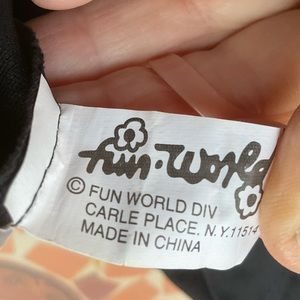 fun·world
© FUN WORLD DIV
CARLE PLACE, N.Y. 11514
MADE IN CHINA